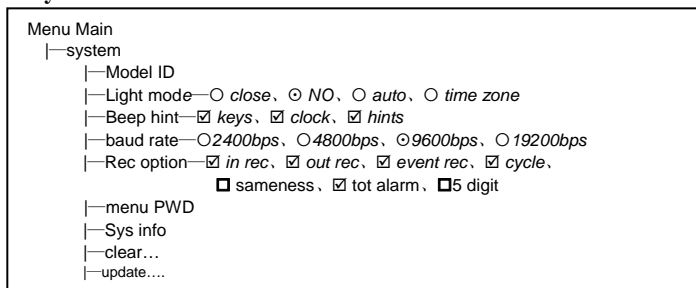 Menu Main
|—system
|—Model ID
|—Light mode—○ close、⊙ NO、○ auto、○ time zone
|—Beep hint—☑ keys、☑ clock、☑ hints
|—baud rate—○2400bps、○4800bps、⊙9600bps、○19200bps
|—Rec option—☑ in rec、☑ out rec、☑ event rec、☑ cycle、
☐ sameness、☑ tot alarm、☐5 digit
|—menu PWD
|—Sys info
|—clear…
|—update….